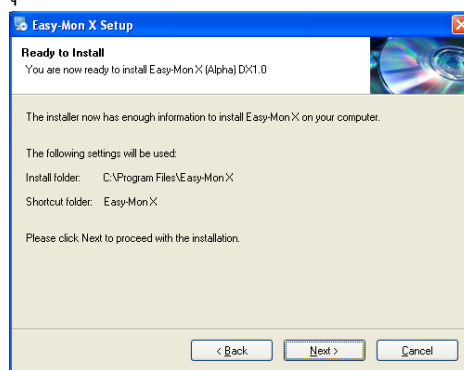 Easy-Mon X Setup
Ready to Install
You are now ready to install Easy-Mon X (Alpha) DX1.0
The installer now has enough information to install Easy-Mon X on your computer.
The following settings will be used:
Install folder: C:\Program Files\Easy-Mon X
Shortcut folder: Easy-Mon X
Please click Next to proceed with the installation.
< Back Next > Cancel